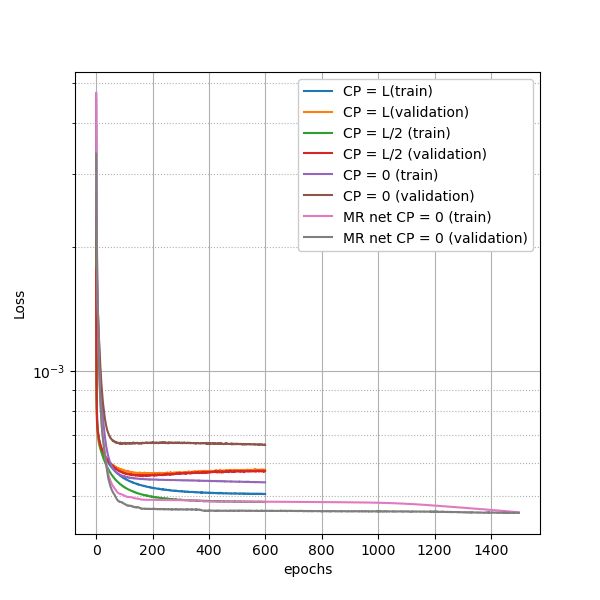 CP = L(train)
CP = L(validation)
CP = L/2 (train)
CP = L/2 (validation)
CP = 0 (train)
CP = 0 (validation)
MR net CP = 0 (train)
MR net CP = 0 (validation)
Loss
10⁻³
0 200 400 600 800 1000 1200 1400
epochs